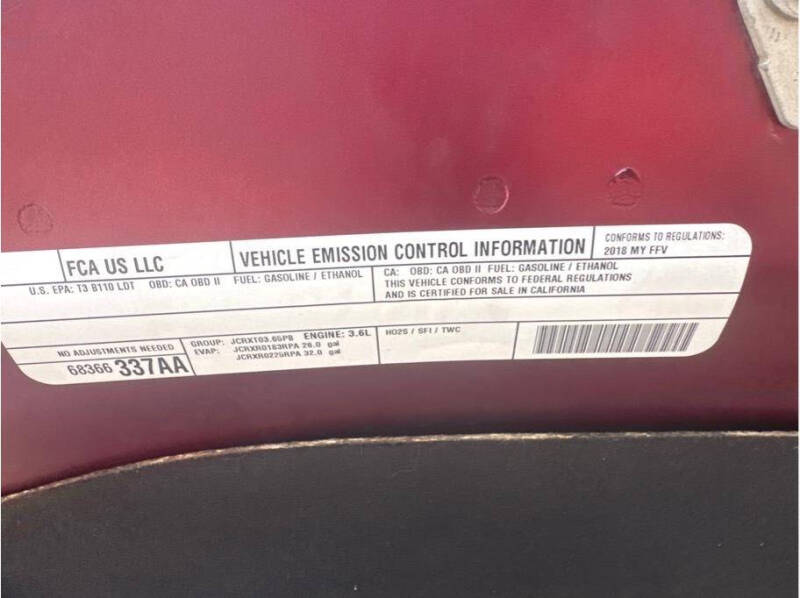 FCA US LLC
VEHICLE EMISSION CONTROL INFORMATION
CONFORMS TO REGULATIONS:
2018 MY FFV
U.S. EPA: T3 B110 LDT OBD: CA OBD II FUEL: GASOLINE / ETHANOL
CA: OBD: CA OBD II FUEL: GASOLINE / ETHANOL
THIS VEHICLE CONFORMS TO FEDERAL REGULATIONS
AND IS CERTIFIED FOR SALE IN CALIFORNIA
NO ADJUSTMENTS NEEDED
68366 337AA
GROUP: JCRXT03.65PB ENGINE: 3.6L
EVAP: JCRXR0183RPA 26.0 gal
JCRXR0225RPA 32.0 gal
HO2S / SFI / TWC